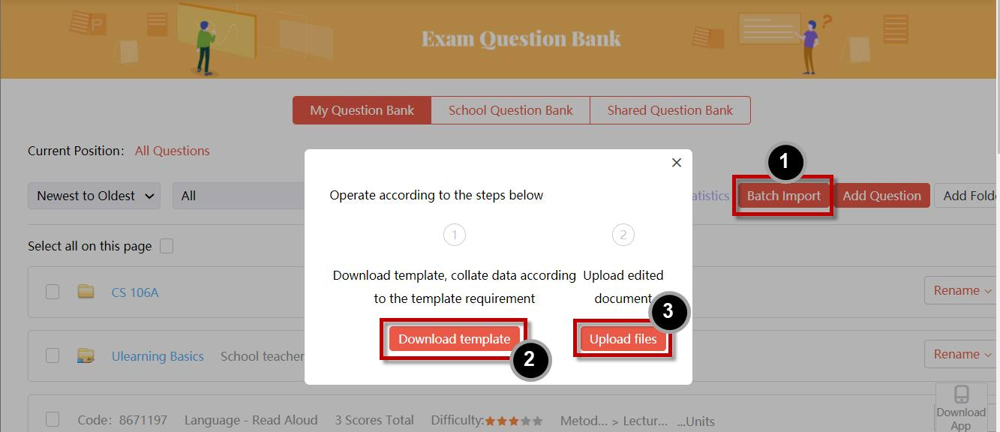 Exam Question Bank
My Question Bank School Question Bank Shared Question Bank
Current Position: All Questions
1
×
Newest to Oldest All atistics Batch Import Add Question Add Folde
Operate according to the steps below
1 2
Select all on this page
Download template, collate data according
to the template requirement
Upload edited
document
CS 106A Rename
3
Download template Upload files
2
Ulearning Basics School teacher Rename
Code: 8671197 Language - Read Aloud 3 Scores Total Difficulty: Metod... > Lectur... ...Units
Download
App